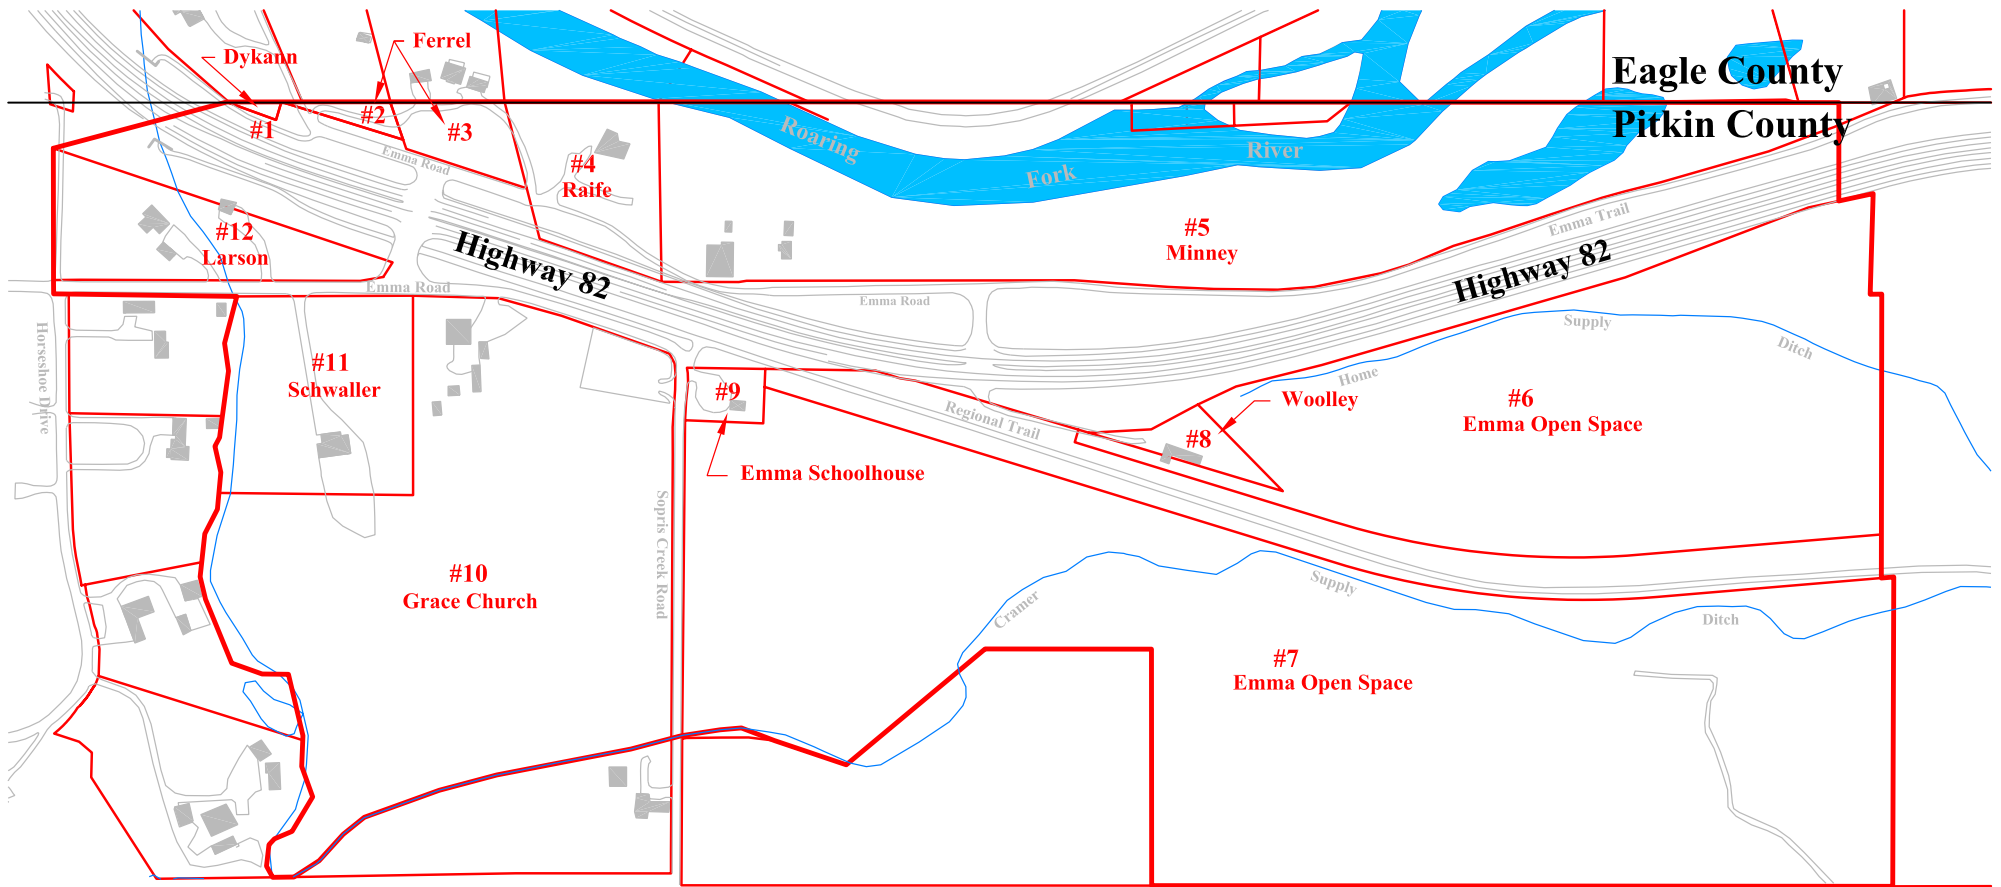 Dykann
Ferrel
Eagle County
Pitkin County
#1
#2
#3
Emma Road
#4
Raife
Roaring
Fork
River
#5
Minney
Emma Trail
#12
Larson
Highway 82
Highway 82
Emma Road
Emma Road
Horseshoe Drive
#11
Schwaller
#9
Emma Schoolhouse
Regional Trail
#8
Woolley
Home
Supply
Ditch
#6
Emma Open Space
Sopris Creek Road
#10
Grace Church
Cramer
Supply
Ditch
#7
Emma Open Space